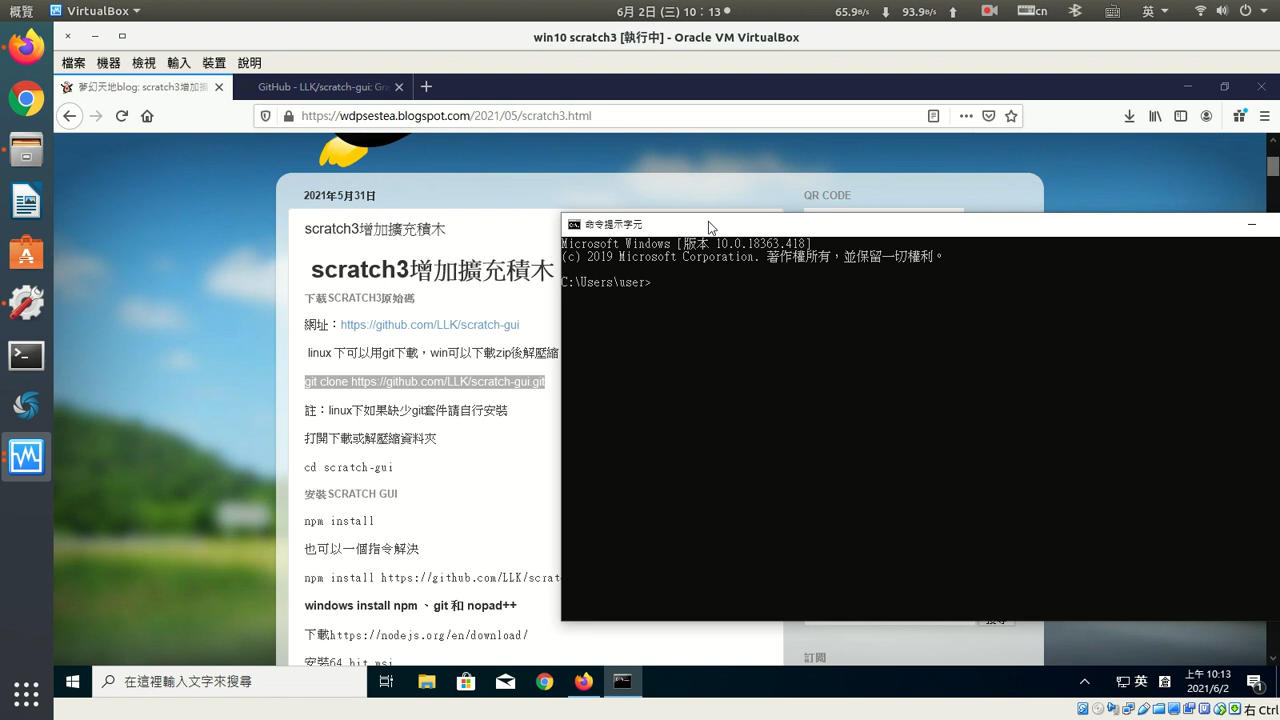 概覽
VirtualBox
6月 2日 (三) 10：13
65.9%
93.9%
cn
英
win10 scratch3 [執行中] - Oracle VM VirtualBox
檔案 機器 檢視 輸入 裝置 說明
夢幻天地blog: scratch3增加擴
GitHub - LLK/scratch-gui: Gra
https://wdpsestea.blogspot.com/2021/05/scratch3.html
2021年5月31日
QR CODE
scratch3增加擴充積木
scratch3增加擴充積木
下載 SCRATCH3原始碼
網址：https://github.com/LLK/scratch-gui
linux 下可以用git下載，win可以下載zip後解壓縮
git clone https://github.com/LLK/scratch-gui.git
註：linux下如果缺少git套件請自行安裝
打開下載或解壓縮資料夾
cd scratch-gui
安裝 SCRATCH GUI
npm install
也可以一個指令解決
npm install https://github.com/LLK/scrat
windows install npm 、git 和 nopad++
下載https://nodejs.org/en/download/
安裝64 bit msi
命令提示字元
Microsoft Windows [版本 10.0.18363.418]
(c) 2019 Microsoft Corporation. 著作權所有，並保留一切權利。
C:\Users\user>
訂閱
在這裡輸入文字來搜尋
英
上午 10:13
2021/6/2
1
右 Ctrl